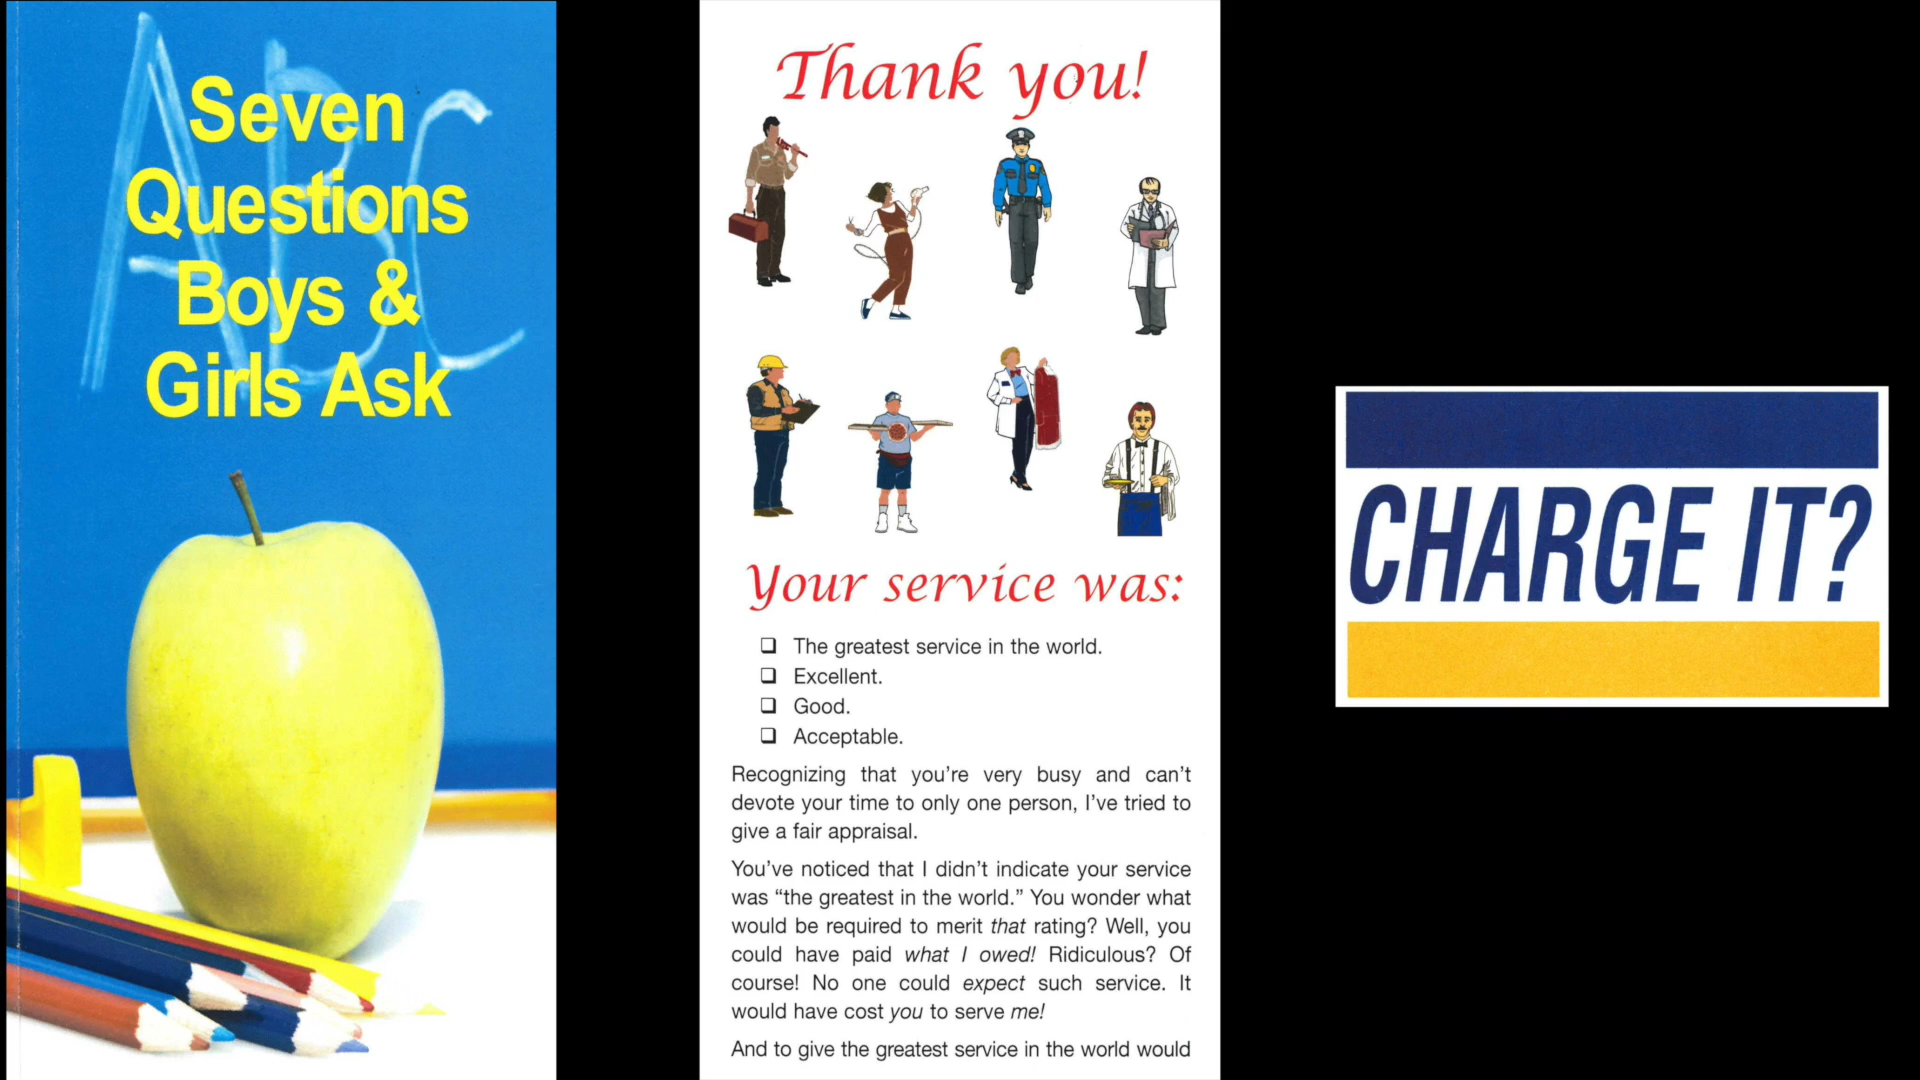 ABC
Seven
Questions
Boys &
Girls Ask
Thank you!
Your service was:
❑ The greatest service in the world.
❑ Excellent.
❑ Good.
❑ Acceptable.
Recognizing that you’re very busy and can’t
devote your time to only one person, I’ve tried to
give a fair appraisal.
You’ve noticed that I didn’t indicate your service
was “the greatest in the world.” You wonder what
would be required to merit that rating? Well, you
could have paid what I owed! Ridiculous? Of
course! No one could expect such service. It
would have cost you to serve me!
And to give the greatest service in the world would
CHARGE IT?